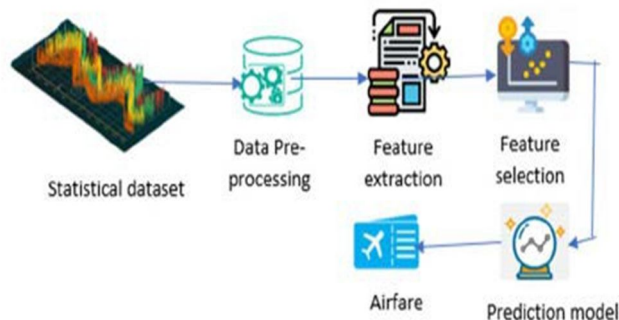 Statistical dataset
Data Pre-
processing
Feature
extraction
Feature
selection
Airfare
Prediction model